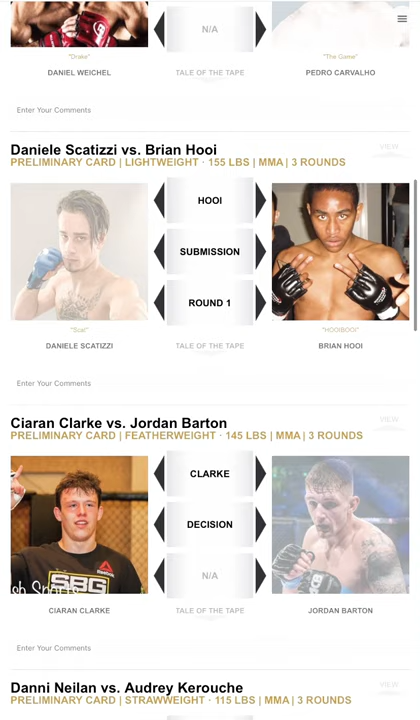 N/A
"Drake"
"The Game"
DANIEL WEICHEL
TALE OF THE TAPE
PEDRO CARVALHO
Enter Your Comments
Daniele Scatizzi vs. Brian Hooi
VIEW
PRELIMINARY CARD | LIGHTWEIGHT · 155 LBS | MMA | 3 ROUNDS
HOOI
SUBMISSION
ROUND 1
"Scat"
"HOOIBOOI"
DANIELE SCATIZZI
TALE OF THE TAPE
BRIAN HOOI
Enter Your Comments
Ciaran Clarke vs. Jordan Barton
VIEW
PRELIMINARY CARD | FEATHERWEIGHT · 145 LBS | MMA | 3 ROUNDS
CLARKE
DECISION
N/A
REEBOK
sh Sports
SBG
CIARAN CLARKE
TALE OF THE TAPE
JORDAN BARTON
Enter Your Comments
Danni Neilan vs. Audrey Kerouche
VIEW
PRELIMINARY CARD | STRAWWEIGHT · 115 LBS | MMA | 3 ROUNDS